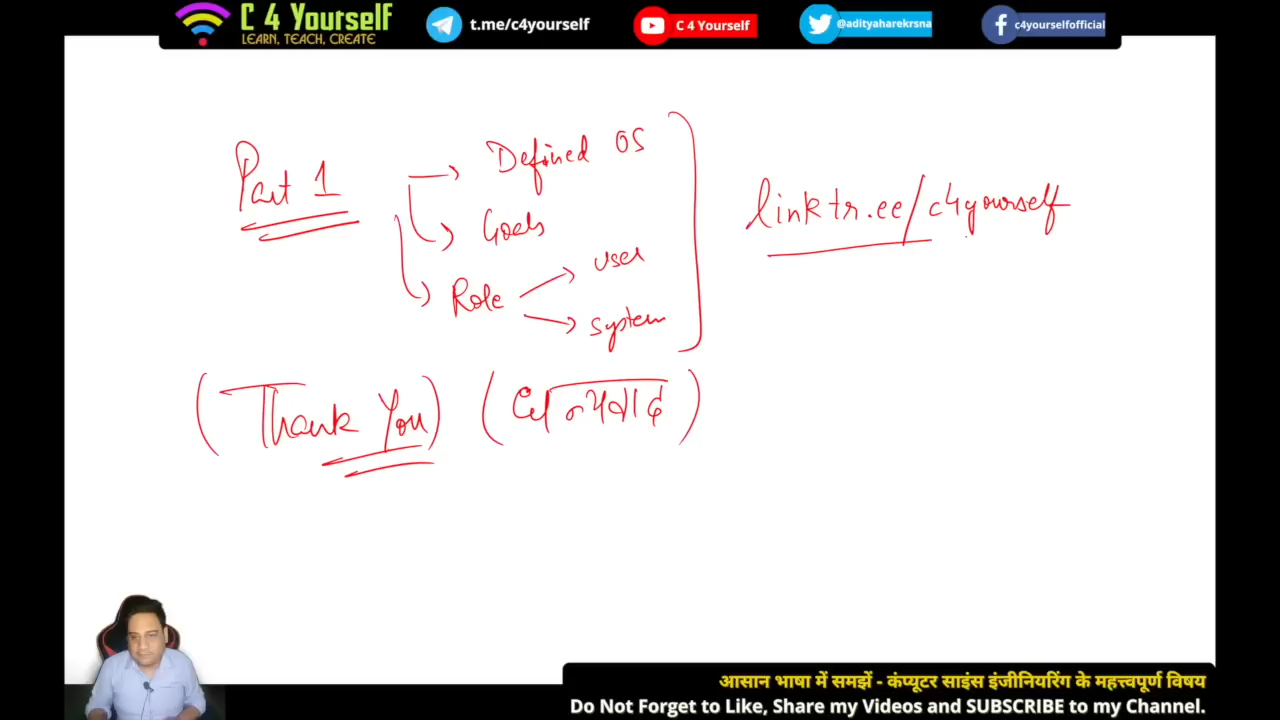 C 4 Yourself
LEARN, TEACH, CREATE
t.me/c4yourself
C 4 Yourself
@adityaharekrsna
c4yourselfofficial
Part 1
Defined OS
Goals
Role
user
system
linktr.ee/c4yourself
(Thank You) (धन्यवाद)
आसान भाषा में समझें - कंप्यूटर साइंस इंजीनियरिंग के महत्त्वपूर्ण विषय
Do Not Forget to Like, Share my Videos and SUBSCRIBE to my Channel.